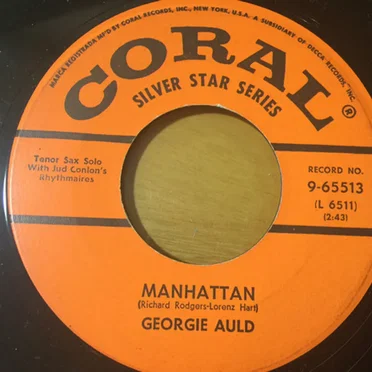 MARCA REGISTRADA MF'D BY CORAL RECORDS, INC., NEW YORK, U.S.A. A SUBSIDIARY OF DECCA RECORDS, INC.
CORAL®
SILVER STAR SERIES
Tenor Sax Solo
With Jud Conlon's
Rhythmaires
RECORD NO.
9-65513
(L 6511)
(2:43)
MANHATTAN
(Richard Rodgers-Lorenz Hart)
GEORGIE AULD